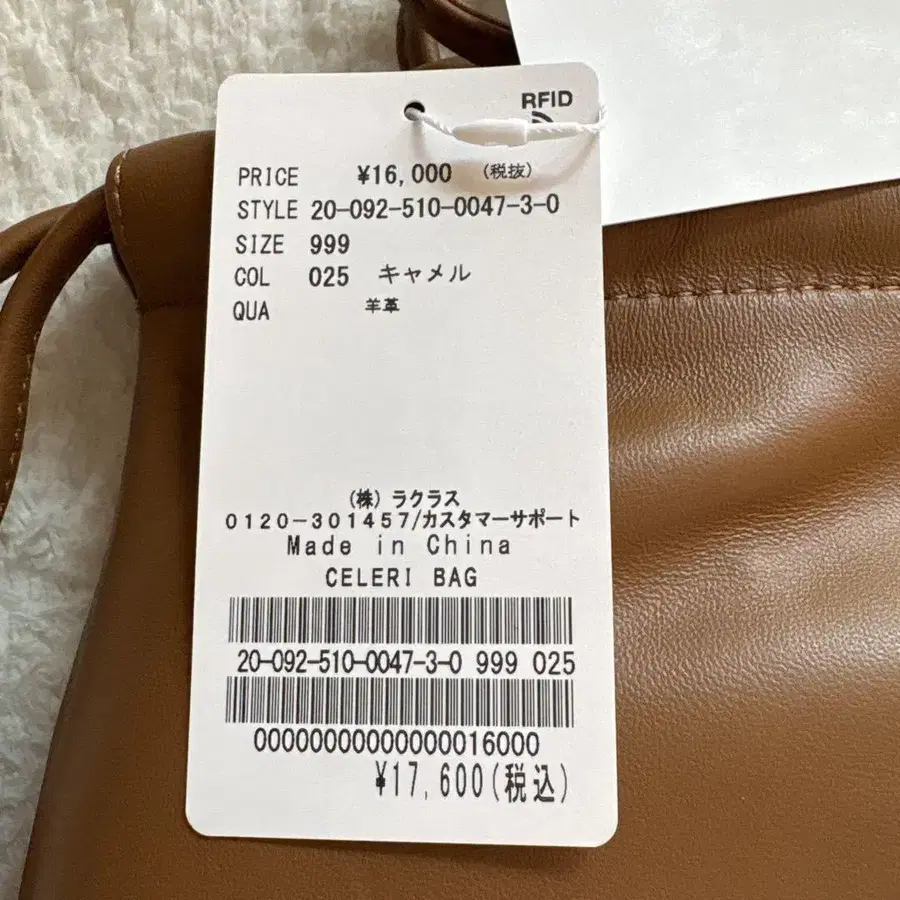 RFID
PRICE ¥16,000 (税抜)
STYLE 20-092-510-0047-3-0
SIZE 999
COL 025 キャメル
QUA 羊革
(株)ラクラス
0120-301457/カスタマーサポート
Made in China
CELERI BAG
20-092-510-0047-3-0 999 025
00000000000000016000
¥17,600(税込)